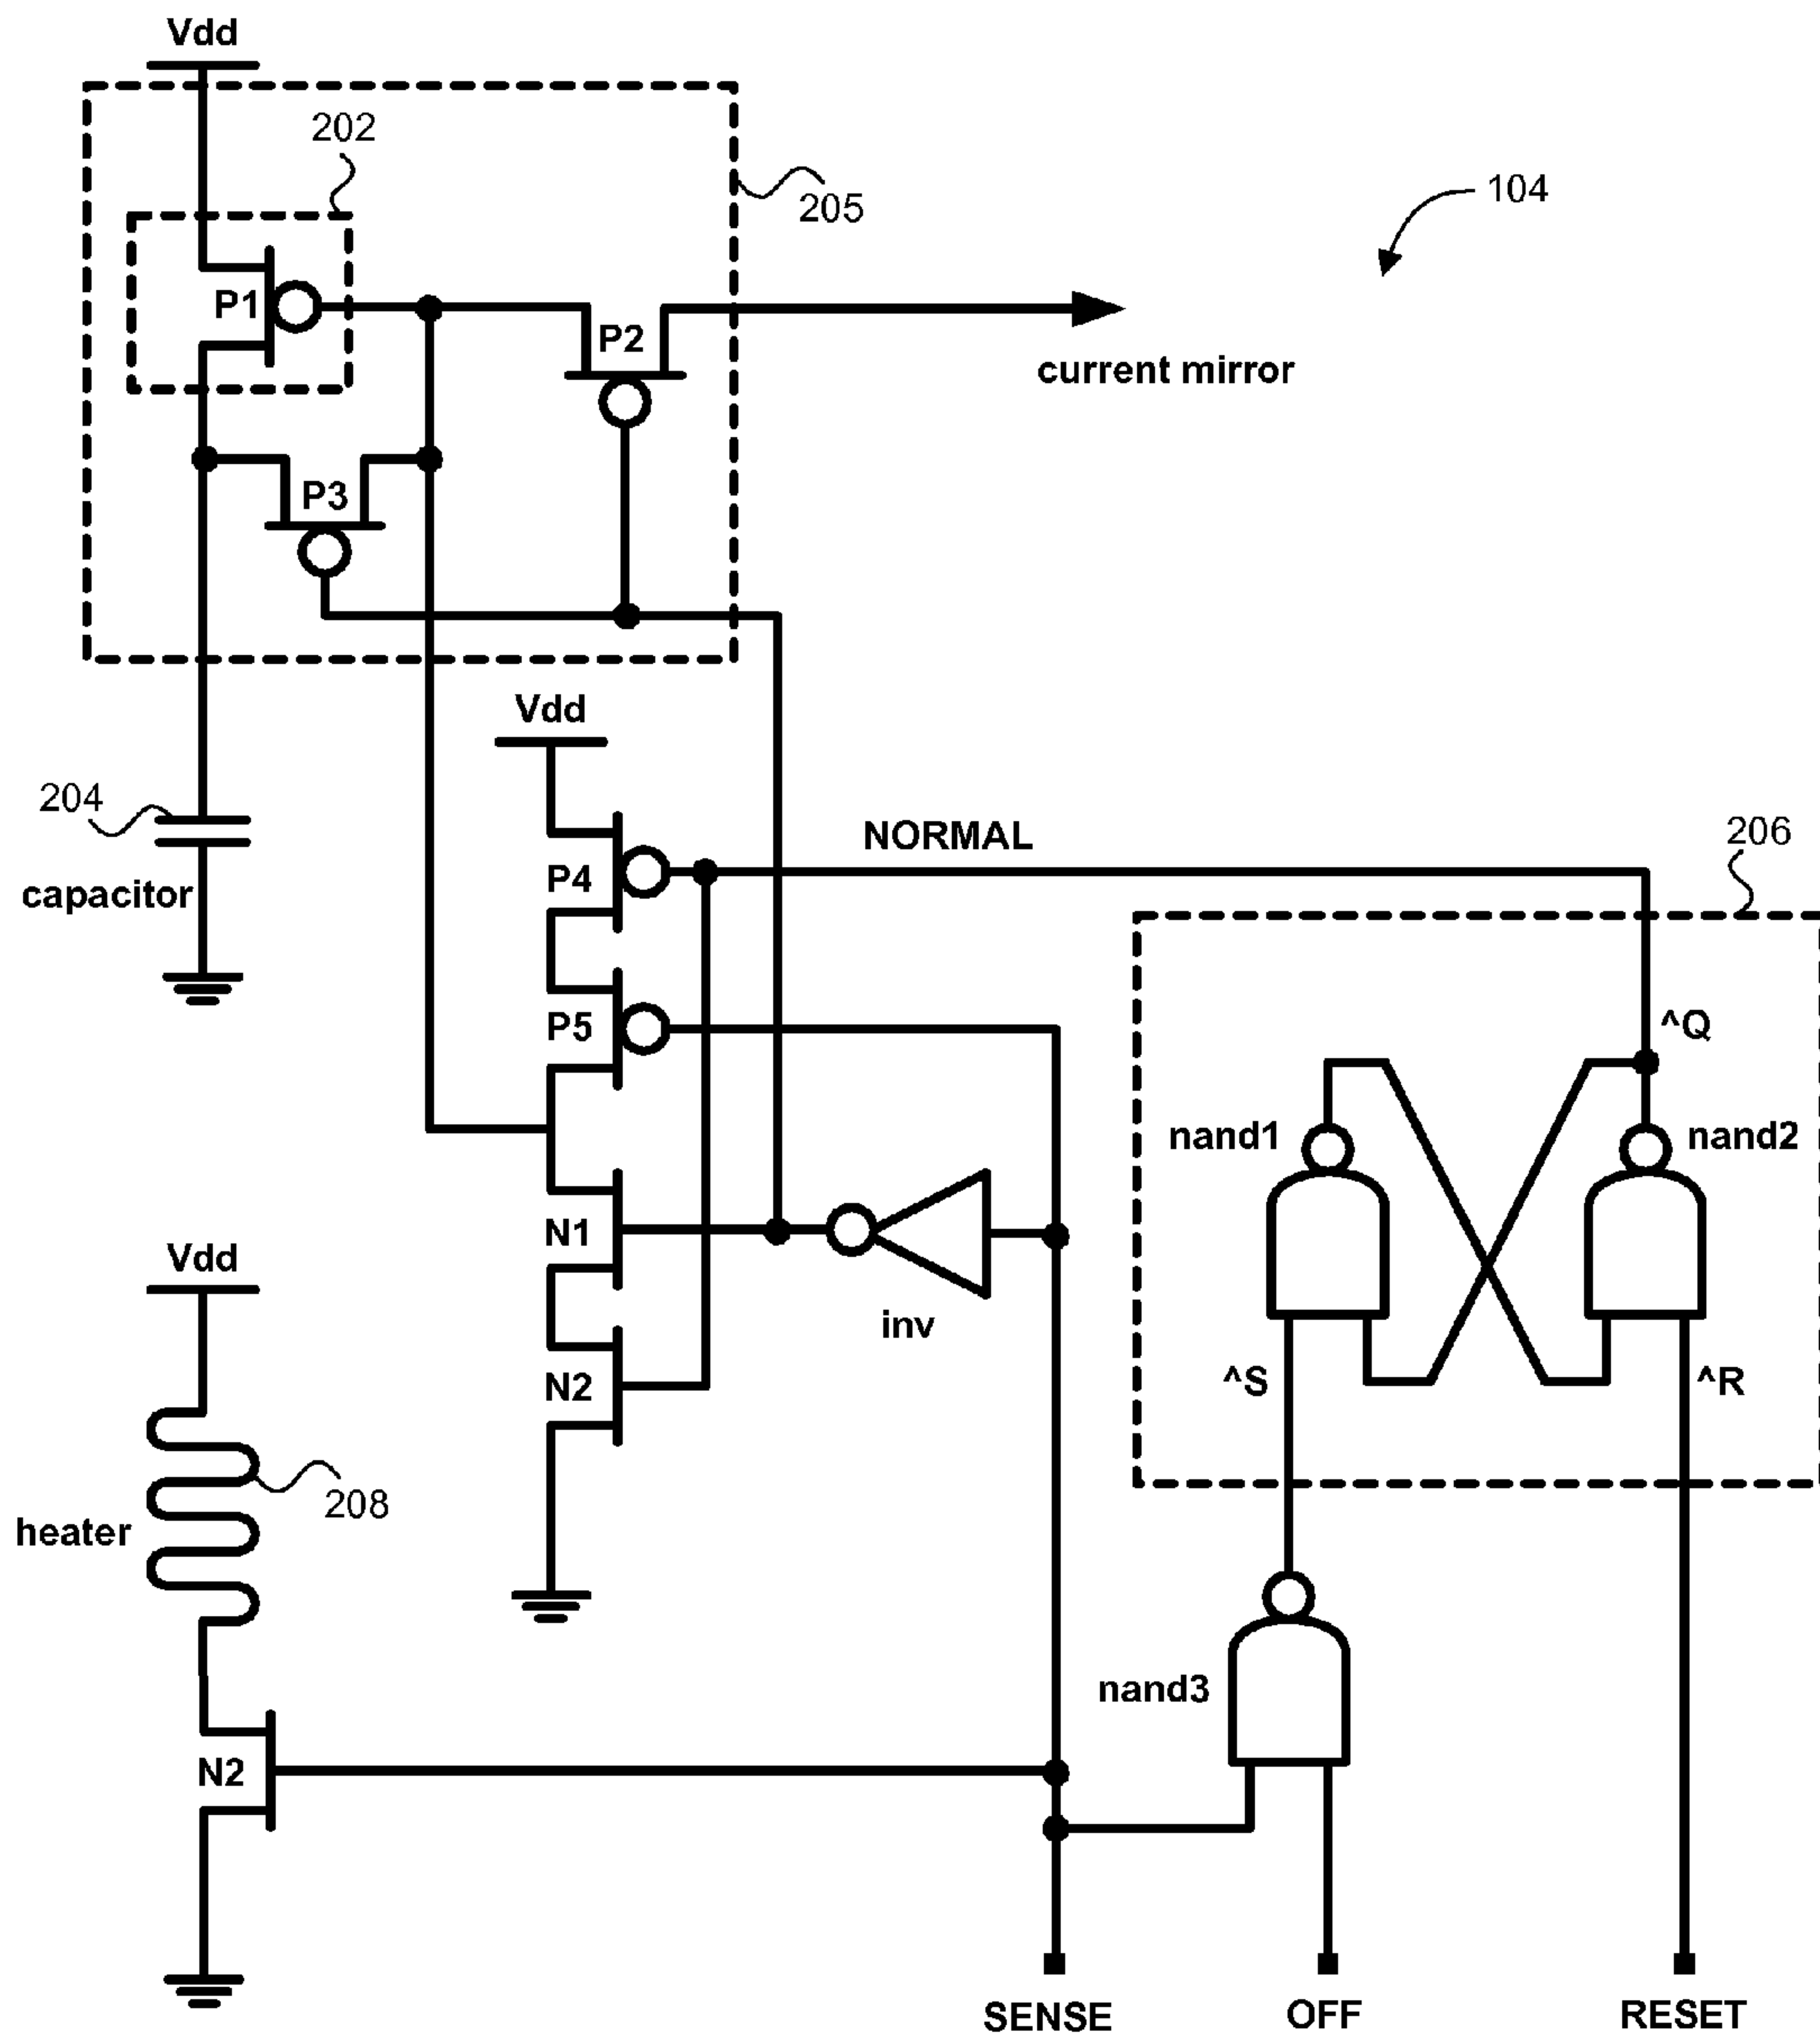 Vdd
202
205
104
P1
P2
current mirror
P3
Vdd
204
NORMAL
206
P4
capacitor
P5
^Q
nand1
nand2
N1
Vdd
inv
N2
^S
^R
208
heater
nand3
N2
SENSE
OFF
RESET